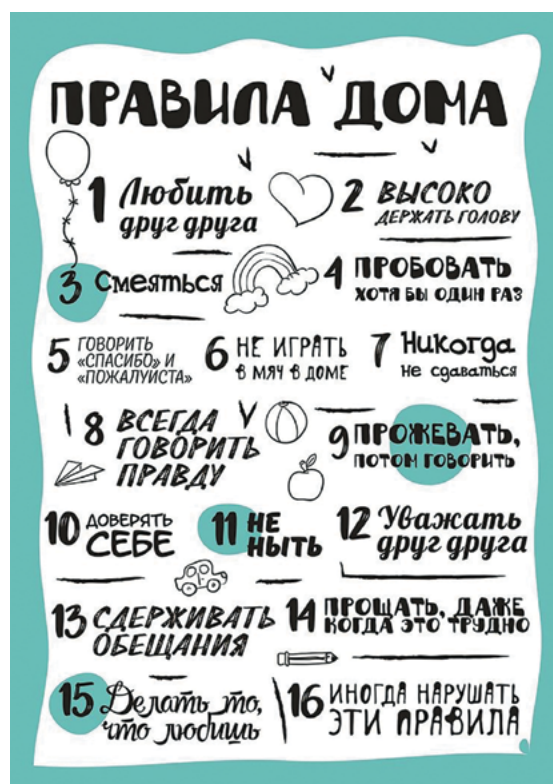 ПРАВИЛА ДОМА
1 Любить
друг друга
2 ВЫСОКО
ДЕРЖАТЬ ГОЛОВУ
3 Смеяться
4 ПРОБОВАТЬ
ХОТЯ БЫ ОДИН РАЗ
5 ГОВОРИТЬ
«СПАСИБО» И
«ПОЖАЛУИСТА»
6 НЕ ИГРАТЬ
В МЯЧ В ДОМЕ
7 Никогда
Не сдаваться
8 ВСЕГДА
ГОВОРИТЬ
ПРАВДУ
9 ПРОЖЕВАТЬ,
ПОТОМ ГОВОРИТЬ
10 ДОВЕРЯТЬ
СЕБЕ
11 НЕ
НЫТЬ
12 Уважать
друг друга
13 СДЕРЖИВАТЬ
ОБЕЩАНИЯ
14 ПРОЩАТЬ, ДАЖЕ
КОГДА ЭТО ТРУДНО
15 Делать то,
что любишь
16 ИНОГДА НАРУШАТЬ
ЭТИ ПРАВИЛА